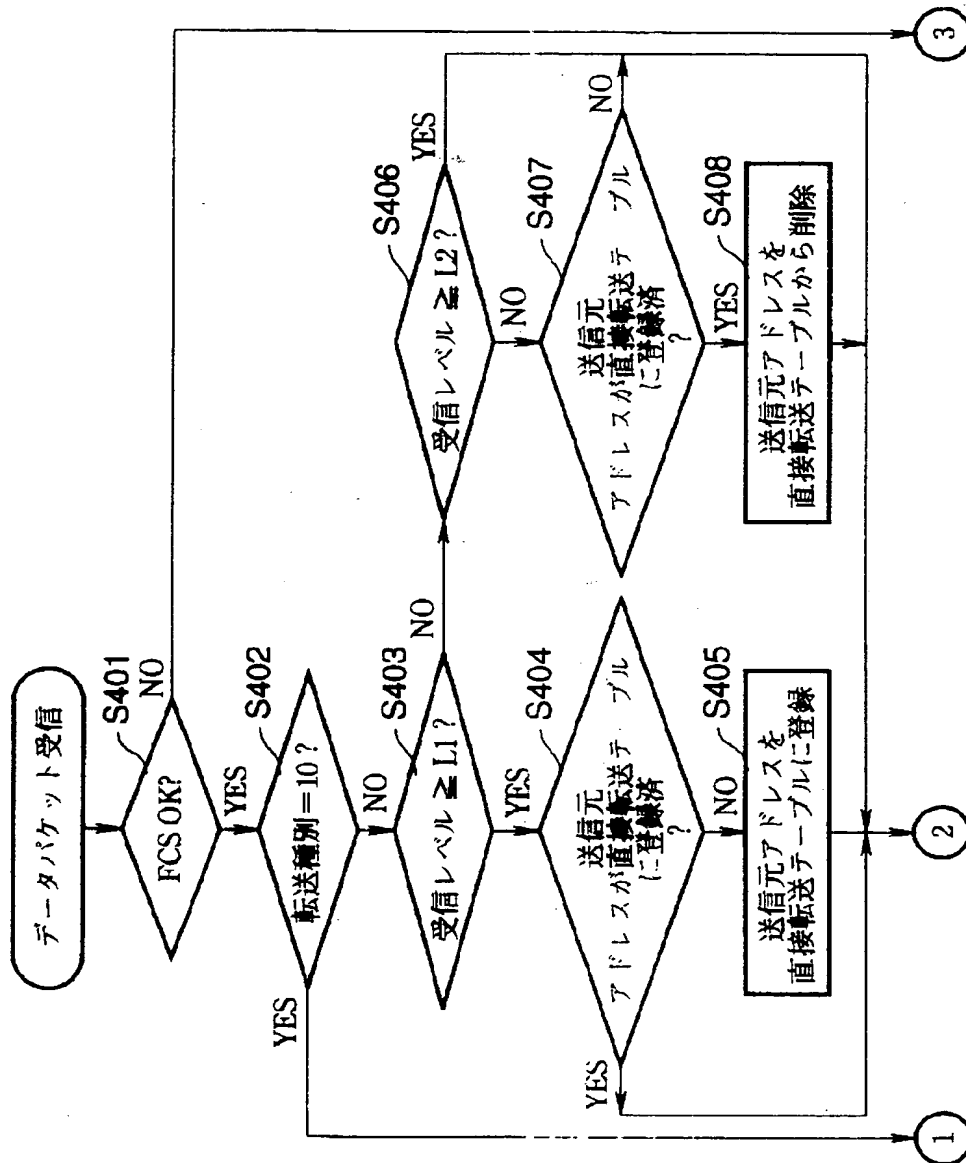 データパケット受信
S401
FCS OK?
NO
YES
S402
転送種別=10?
YES
NO
S403
受信レベル≧L1?
NO
YES
S406
受信レベル≧L2?
YES
NO
S404
送信元
アドレスが直接転送テーブル
に登録済
?
YES
NO
S407
送信元
アドレスが直接転送テーブル
に登録済
?
NO
YES
S405
送信元アドレスを
直接転送テーブルに登録
S408
送信元アドレスを
直接転送テーブルから削除
1
2
3